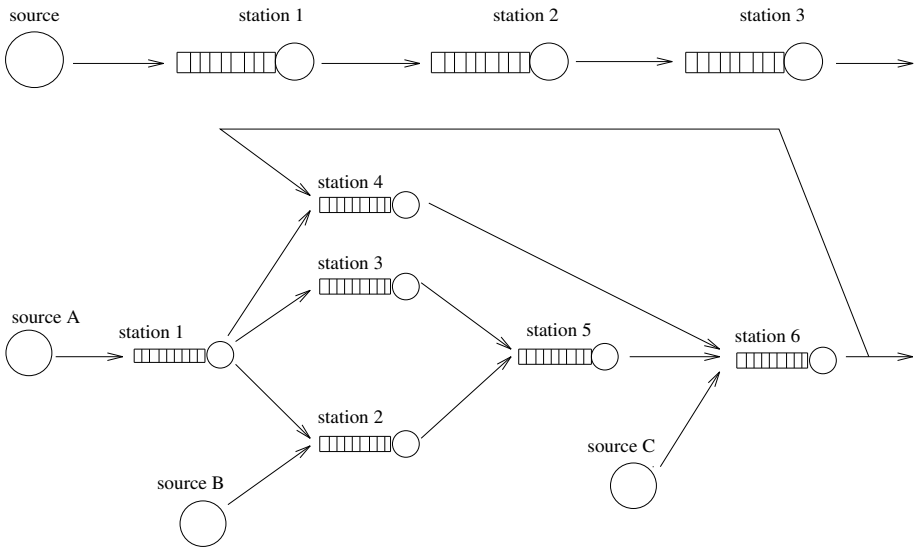 source
station 1
station 2
station 3
station 4
station 3
source A
station 1
station 5
station 6
station 2
source C
source B